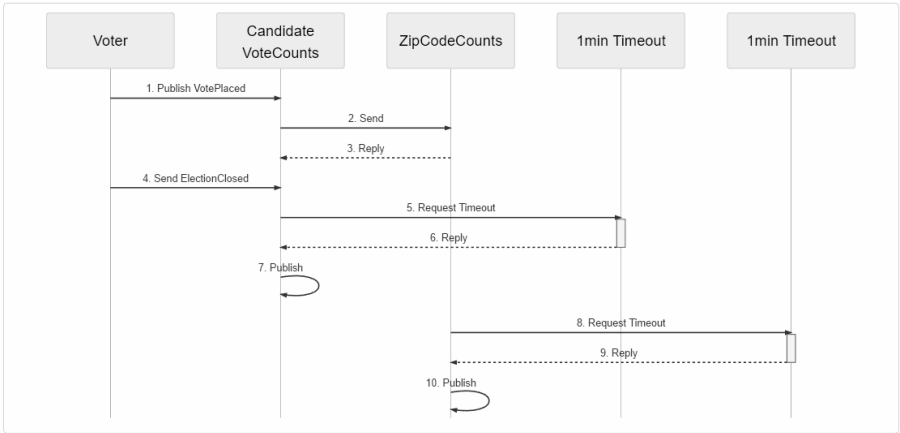 Voter
Candidate
VoteCounts
ZipCodeCounts
1min Timeout
1min Timeout
1. Publish VotePlaced
2. Send
3. Reply
4. Send ElectionClosed
5. Request Timeout
6. Reply
7. Publish
8. Request Timeout
9. Reply
10. Publish